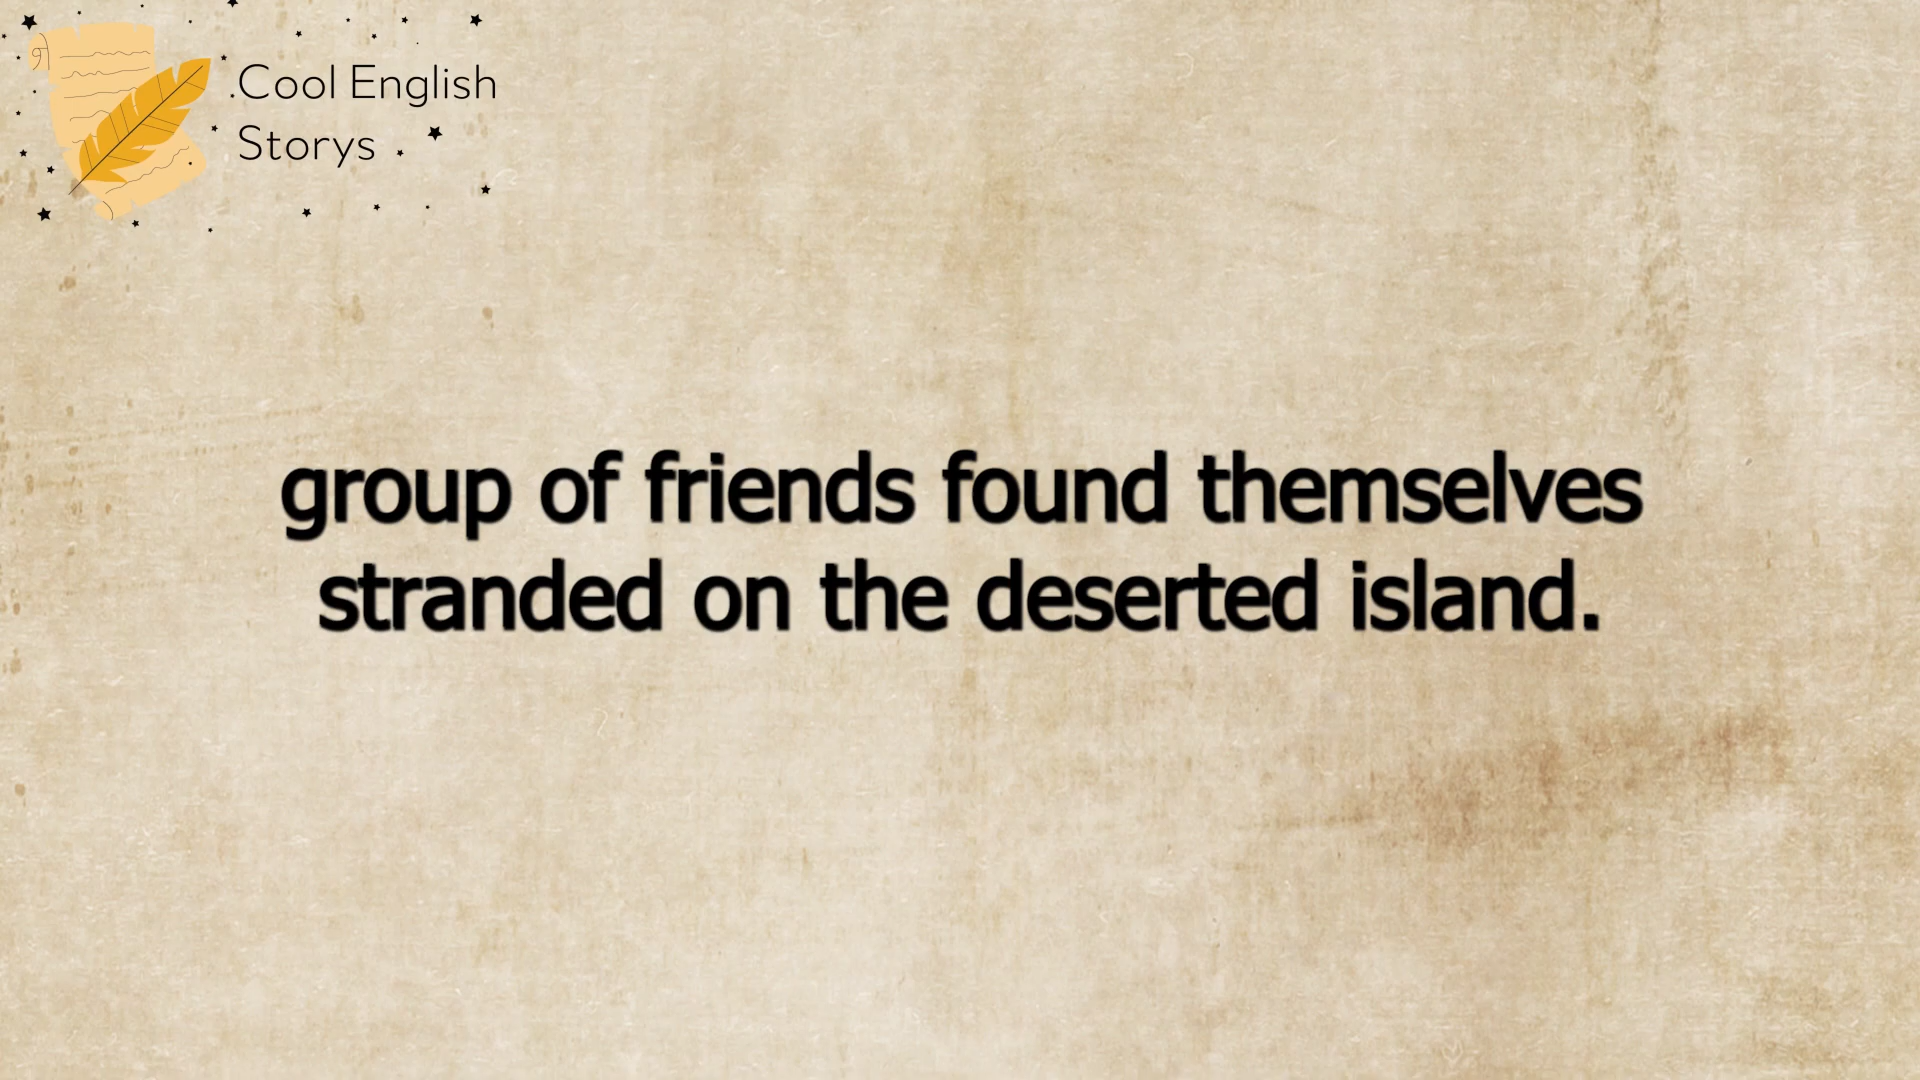 .Cool English
Storys
group of friends found themselves
stranded on the deserted island.